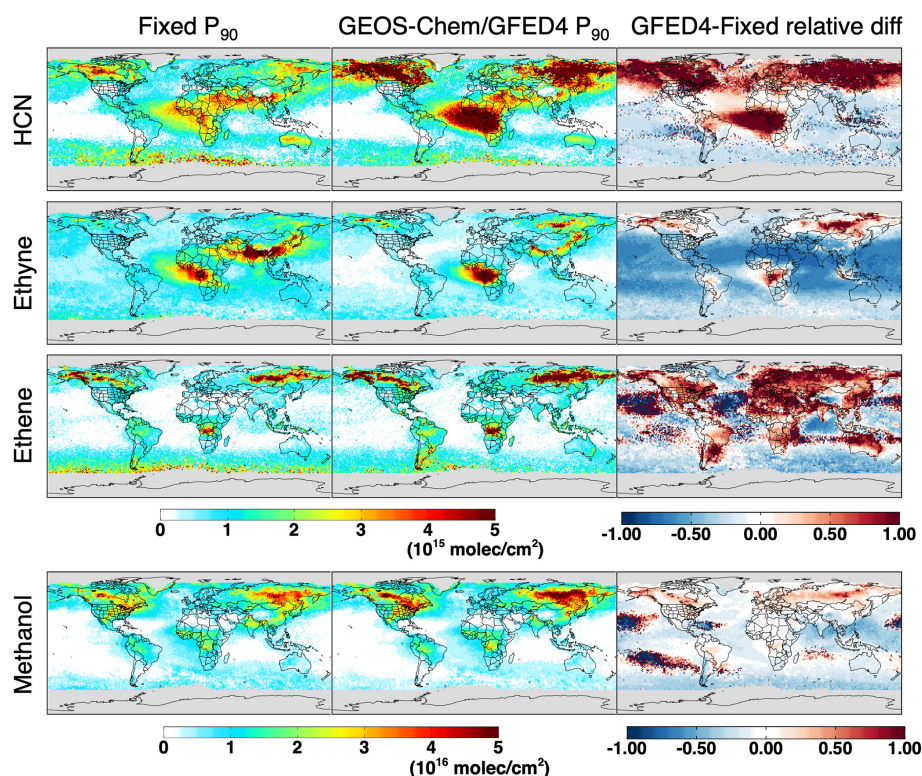 Fixed P90 GEOS-Chem/GFED4 P90 GFED4-Fixed relative diff
HCN
Ethyne
Ethene
0 1 2 3 4 5 -1.00 -0.50 0.00 0.50 1.00
(10^15 molec/cm^2)
Methanol
0 1 2 3 4 5 -1.00 -0.50 0.00 0.50 1.00
(10^16 molec/cm^2)